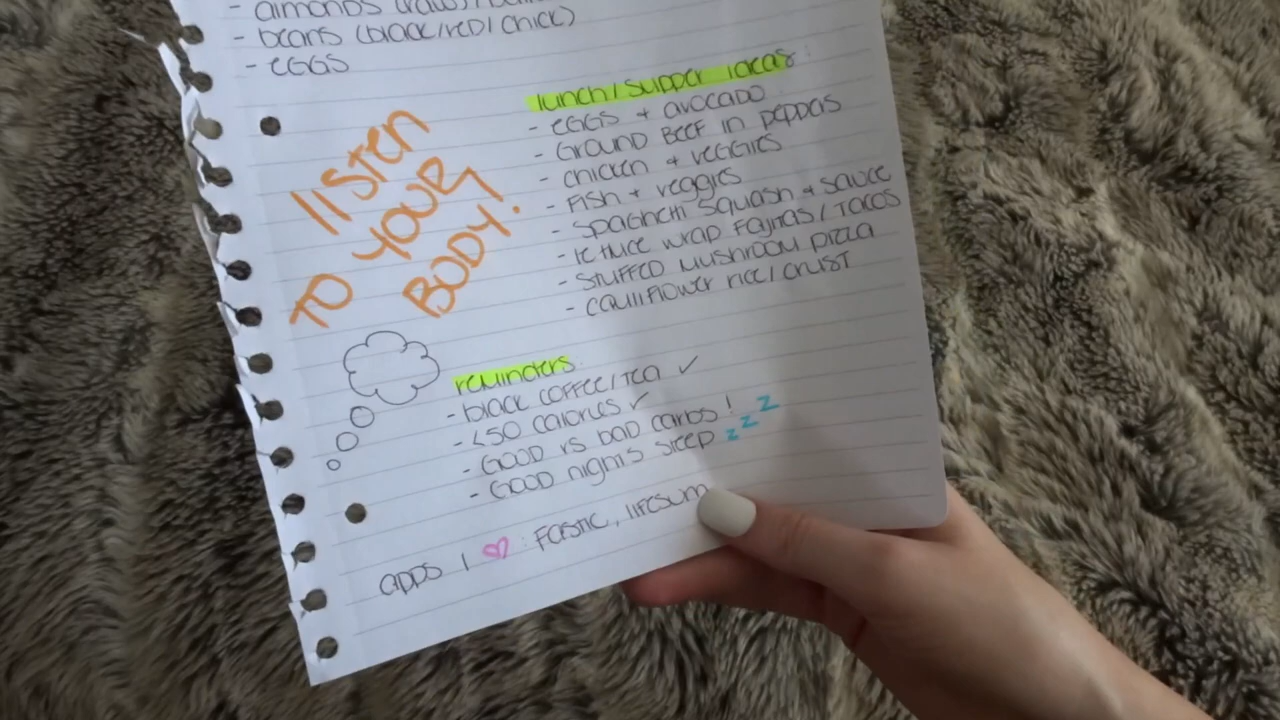 - almonds
- beans (black/red/chick)
- eggs
lunch/supper ideas:
- eggs + avocado
- Ground Beef in peppers
- chicken + veggies
- Fish + veggies
- spaghetti squash + sauce
- lettuce wrap fajitas/tacos
- stuffed mushroom pizza
- cauliflower rice/crust
listen
to your
body!
reminders:
- black coffee/tea ✓
- <50 calories ✓
- Good vs bad carbs!
- Good nights sleep z z z
apps I ♡: Fastic, lifesum